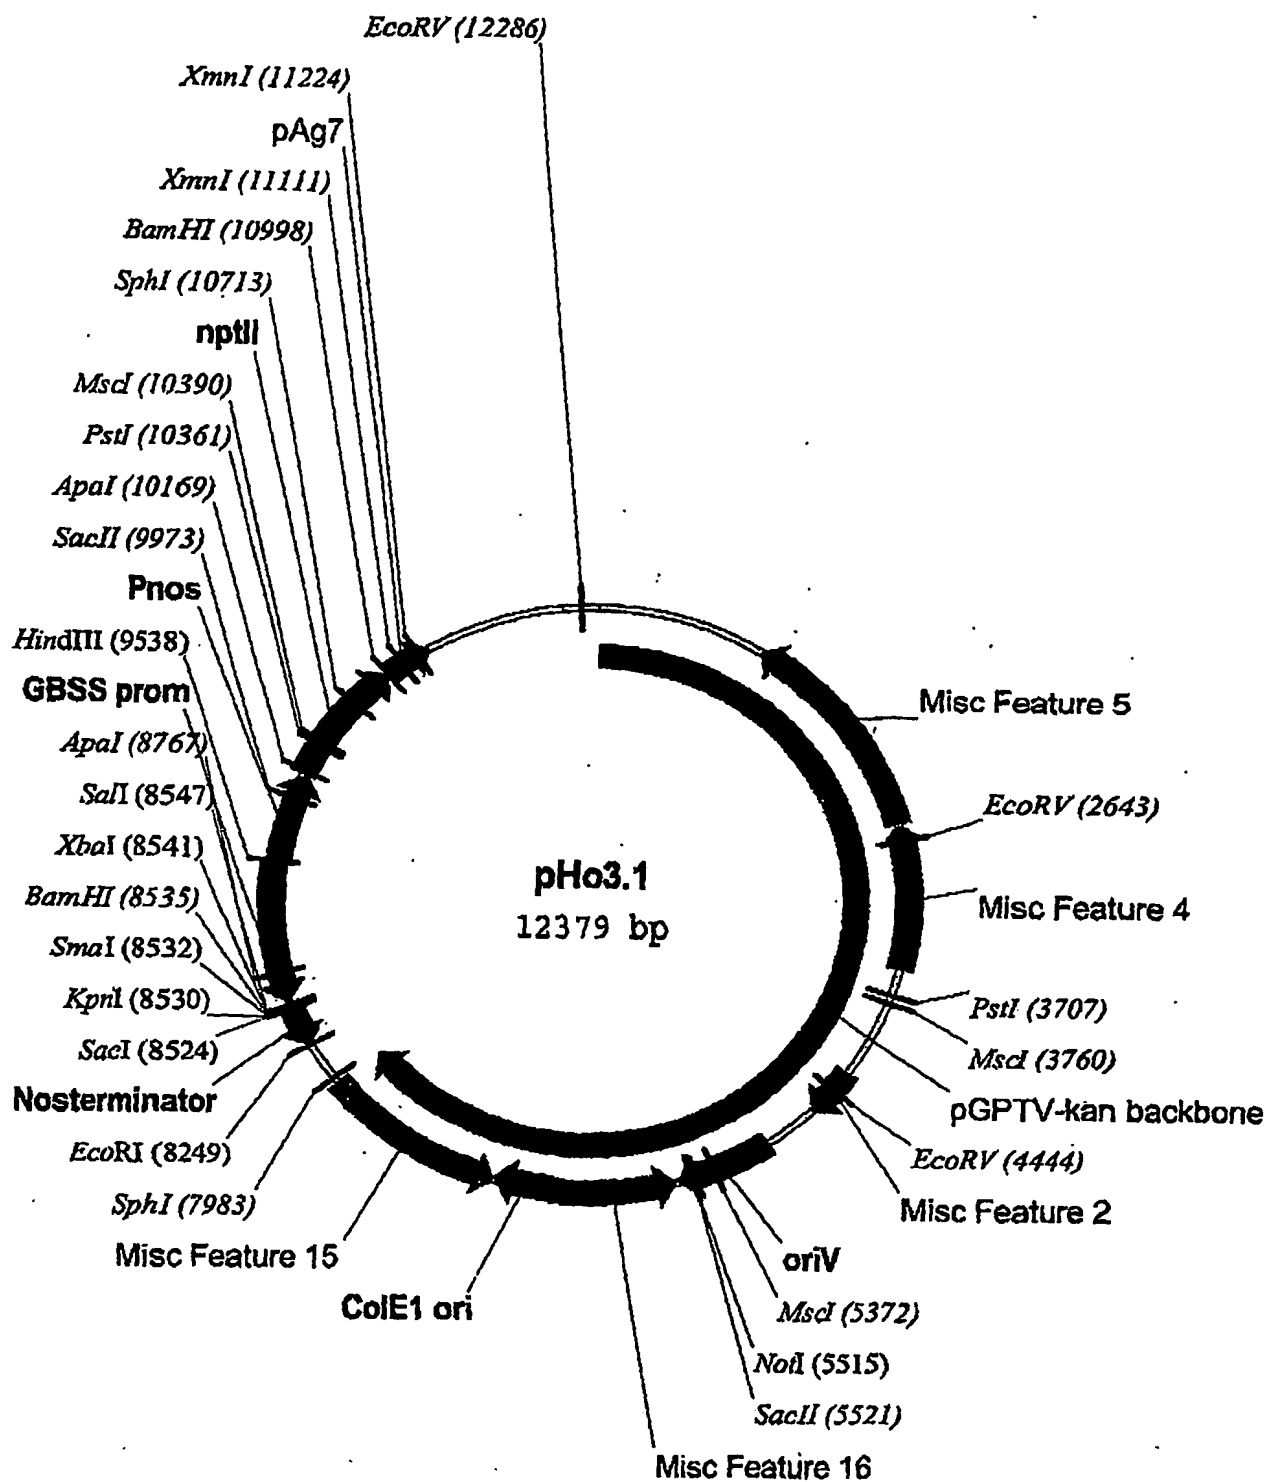 EcoRV (12286)
XmnI (11224)
pAg7
XmnI (11111)
BamHI (10998)
SphI (10713)
nptII
MscI (10390)
PstI (10361)
ApaI (10169)
SacII (9973)
Pnos
HindIII (9538)
GBSS prom
ApaI (8767)
SalI (8547)
XbaI (8541)
BamHI (8535)
SmaI (8532)
KpnI (8530)
SacI (8524)
Nosterminator
EcoRI (8249)
SphI (7983)
Misc Feature 15
ColE1 ori
Misc Feature 16
SacII (5521)
NotI (5515)
MscI (5372)
oriV
Misc Feature 2
EcoRV (4444)
pGPTV-kan backbone
MscI (3760)
PstI (3707)
Misc Feature 4
EcoRV (2643)
Misc Feature 5
pHo3.1
12379 bp